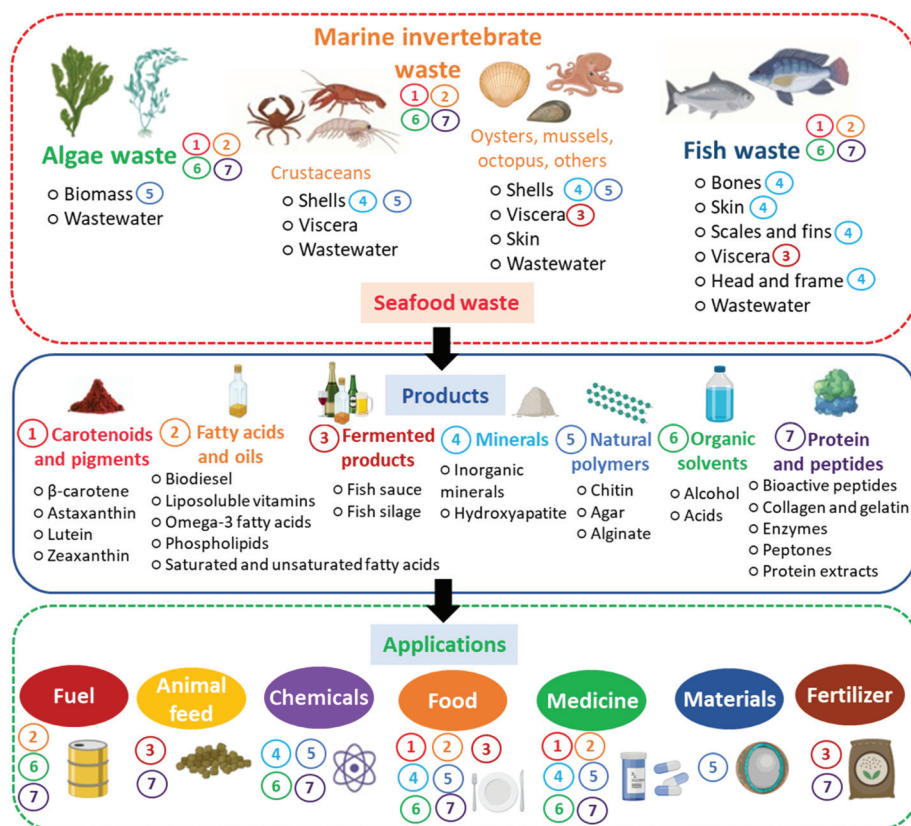 Marine invertebrate
waste
1 2
6 7
Algae waste
1 2
6 7
Biomass 5
Wastewater
Crustaceans
Shells 4 5
Viscera
Wastewater
Oysters, mussels,
octopus, others
Shells 4 5
Viscera 3
Skin
Wastewater
Fish waste
1 2
6 7
Bones 4
Skin 4
Scales and fins 4
Viscera 3
Head and frame 4
Wastewater
Seafood waste
Products
1 Carotenoids
and pigments
β-carotene
Astaxanthin
Lutein
Zeaxanthin
2 Fatty acids
and oils
Biodiesel
Liposoluble vitamins
Omega-3 fatty acids
Phospholipids
Saturated and unsaturated fatty acids
3 Fermented
products
Fish sauce
Fish silage
4 Minerals
Inorganic
minerals
Hydroxyapatite
5 Natural
polymers
Chitin
Agar
Alginate
6 Organic
solvents
Alcohol
Acids
7 Protein
and peptides
Bioactive peptides
Collagen and gelatin
Enzymes
Peptones
Protein extracts
Applications
Fuel
2
6
7
Animal
feed
3
7
Chemicals
4 5
6 7
Food
1 2 3
4 5
6 7
Medicine
1 2
4 5
6 7
Materials
5
Fertilizer
3
7